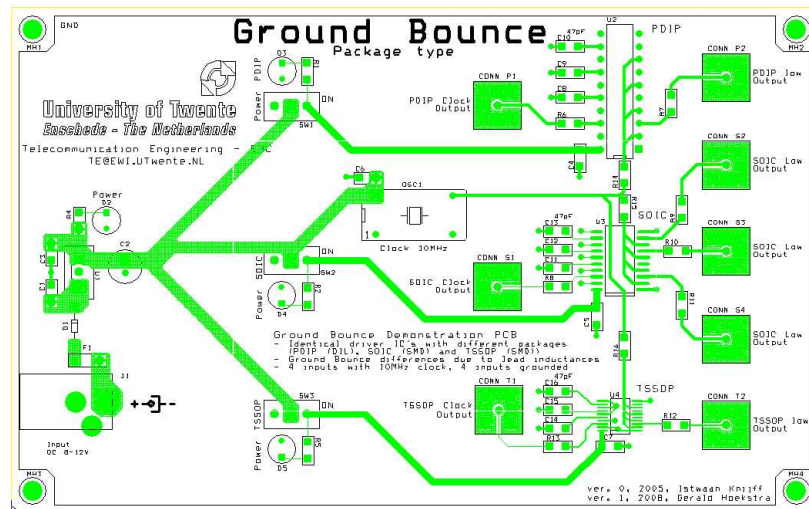 Ground Bounce
Package type
GND
MH1
MH2
University of Twente
Enschede - The Netherlands
Telecommunication Engineering -
TE@EWI.UTwente.NL
D3
R1
PDIP
Power
ON
SW1
47pF
C10
C9
C8
R6
CONN P1
PDIP Clock
Output
U2
PDIP
CONN P2
PDIP low
Output
R7
C4
R14
R15
CONN S2
SOIC Low
Output
R9
Power
D2
R4
C2
C3
C1
U1
D1
F1
J1
Input
DC 8-12V
C6
OSC1
1
Clock 10MHz
SOIC
U3
47pF
C13
C12
C11
R8
CONN S1
SOIC Clock
Output
CONN S3
R10
SOIC Low
Output
R11
CONN S4
SOIC Low
Output
C5
R16
ON
SW2
SOIC
Power
R2
D4
Ground Bounce Demonstration PCB
- Identical driver IC's with different packages
(PDIP (DIL), SOIC (SMD) and TSSOP (SMD))
- Ground Bounce differences due to lead inductances
- 4 inputs with 10MHz clock, 4 inputs grounded
ON
SW3
TSSOP
Power
R5
D5
TSSOP Clock
Output
CONN T1
47pF
C16
C15
C14
R13
U4
TSSOP
C7
R12
CONN T2
TSSOP low
Output
MH3
MH4
ver. 0, 2005, Istwaan Knijff
ver. 1, 2008, Gerald Hoekstra